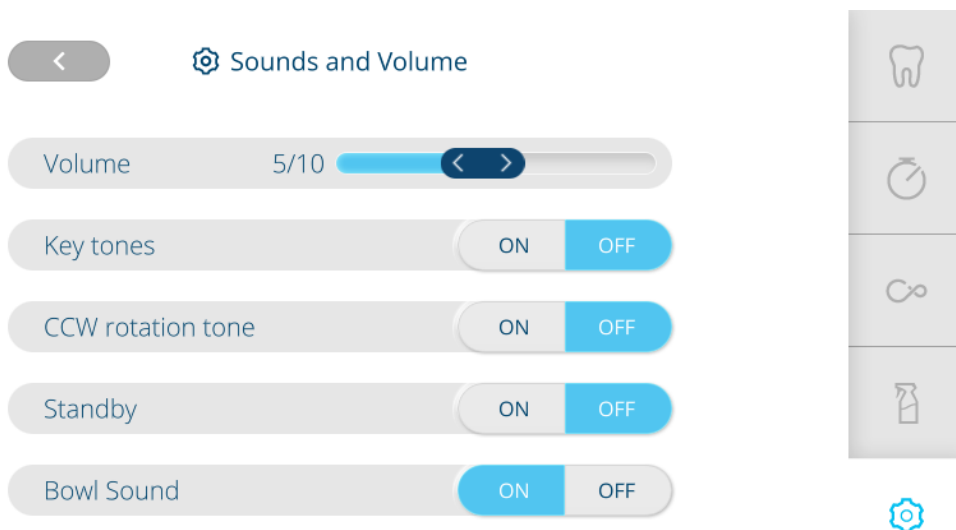 Sounds and Volume
Volume 5/10
Key tones ON OFF
CCW rotation tone ON OFF
Standby ON OFF
Bowl Sound ON OFF